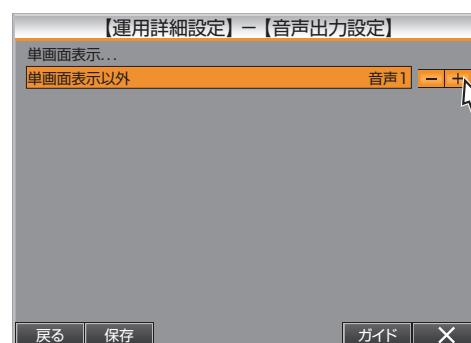 【運用詳細設定】－【音声出力設定】
単画面表示...
単画面表示以外 音声1 － ＋
戻る 保存 ガイド ×